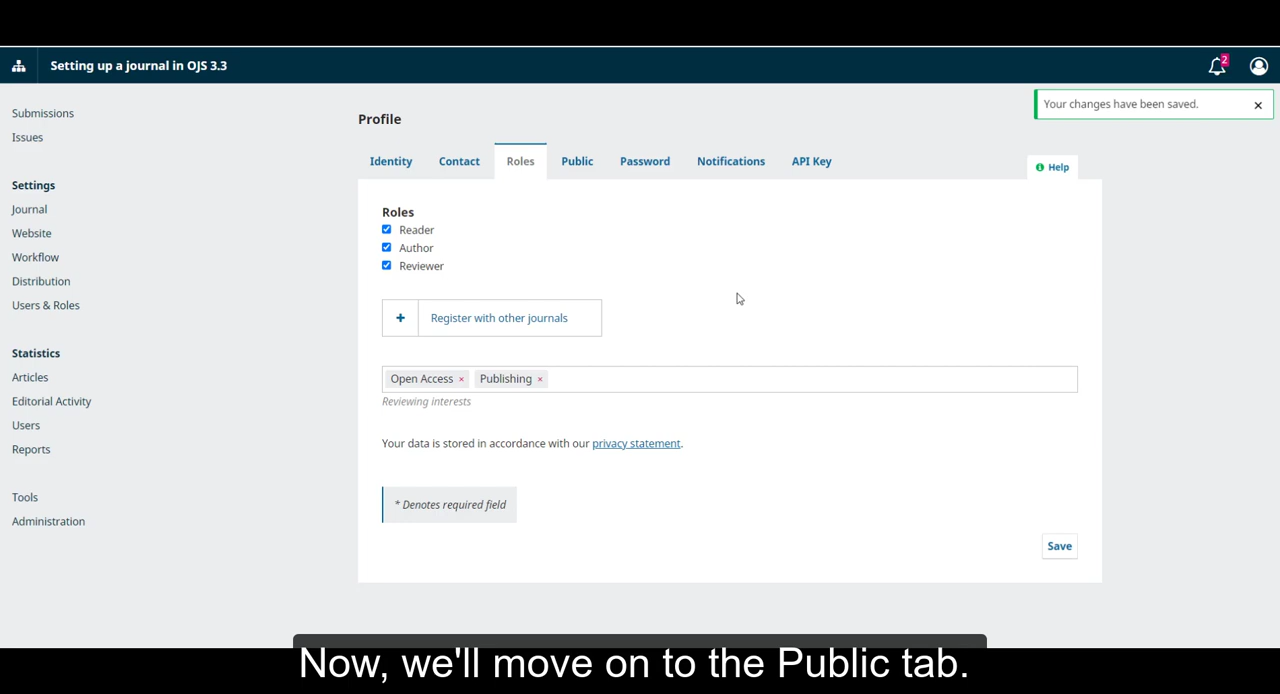 Setting up a journal in OJS 3.3
2
Your changes have been saved. ×
Submissions
Issues
Settings
Journal
Website
Workflow
Distribution
Users & Roles
Statistics
Articles
Editorial Activity
Users
Reports
Tools
Administration
Profile
Identity Contact Roles Public Password Notifications API Key
Help
Roles
Reader
Author
Reviewer
+ Register with other journals
Open Access × Publishing ×
Reviewing interests
Your data is stored in accordance with our privacy statement.
* Denotes required field
Save
Now, we'll move on to the Public tab.